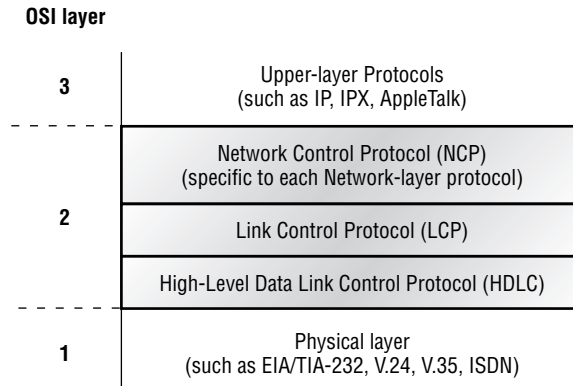 OSI layer
3
Upper-layer Protocols
(such as IP, IPX, AppleTalk)
2
Network Control Protocol (NCP)
(specific to each Network-layer protocol)
Link Control Protocol (LCP)
High-Level Data Link Control Protocol (HDLC)
1
Physical layer
(such as EIA/TIA-232, V.24, V.35, ISDN)